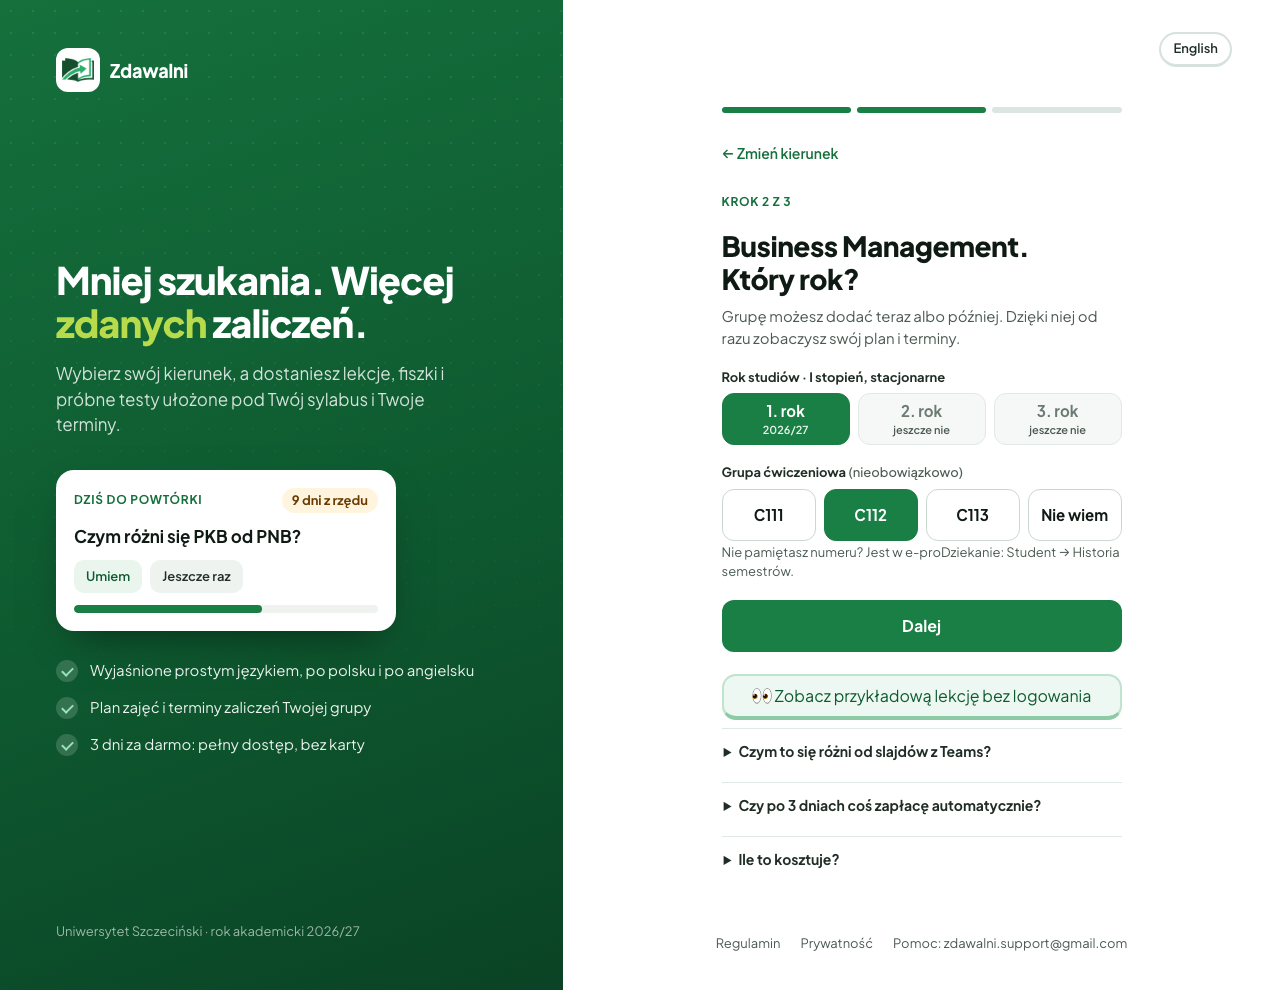 Zdawalni
Mniej szukania. Więcej
zdanych zaliczeń.
Wybierz swój kierunek, a dostaniesz lekcje, fiszki i
próbne testy ułożone pod Twój sylabus i Twoje
terminy.
DZIŚ DO POWTÓRKI
9 dni z rzędu
Czym różni się PKB od PNB?
Umiem
Jeszcze raz
Wyjaśnione prostym językiem, po polsku i po angielsku
Plan zajęć i terminy zaliczeń Twojej grupy
3 dni za darmo: pełny dostęp, bez karty
Uniwersytet Szczeciński · rok akademicki 2026/27
English
← Zmień kierunek
KROK 2 Z 3
Business Management.
Który rok?
Grupę możesz dodać teraz albo później. Dzięki niej od
razu zobaczysz swój plan i terminy.
Rok studiów · I stopień, stacjonarne
1. rok
2026/27
2. rok
jeszcze nie
3. rok
jeszcze nie
Grupa ćwiczeniowa (nieobowiązkowo)
C111
C112
C113
Nie wiem
Nie pamiętasz numeru? Jest w e-proDziekanie: Student → Historia
semestrów.
Dalej
👀Zobacz przykładową lekcję bez logowania
▶ Czym to się różni od slajdów z Teams?
▶ Czy po 3 dniach coś zapłacę automatycznie?
▶ Ile to kosztuje?
Regulamin
Prywatność
Pomoc: zdawalni.support@gmail.com